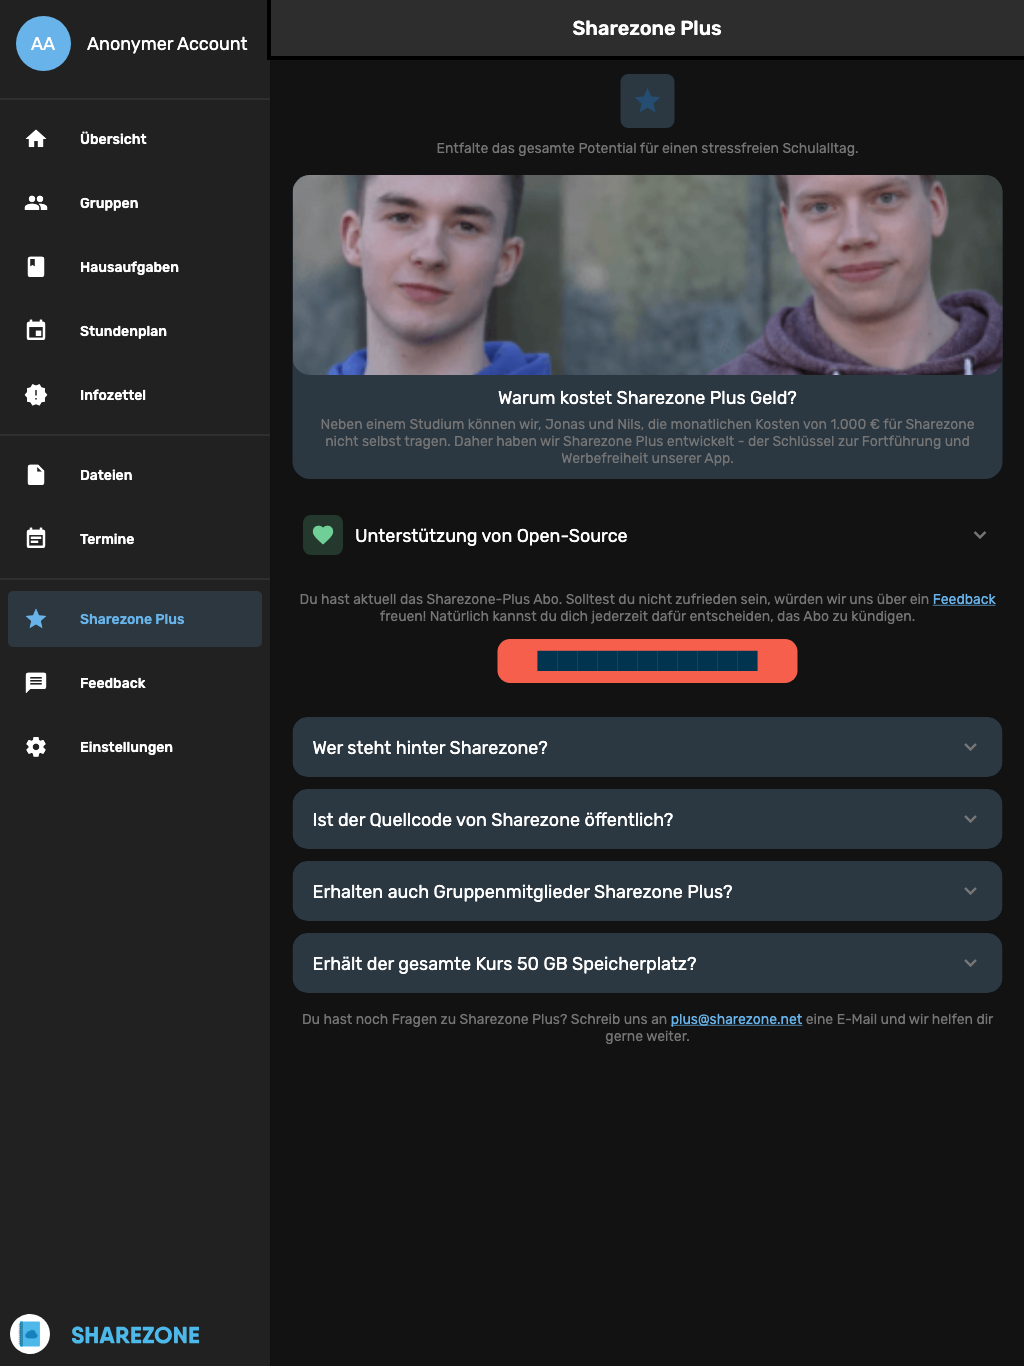 AA
Anonymer Account
Übersicht
Gruppen
Hausaufgaben
Stundenplan
Infozettel
Dateien
Termine
Sharezone Plus
Feedback
Einstellungen
SHAREZONE
Sharezone Plus
Entfalte das gesamte Potential für einen stressfreien Schulalltag.
Warum kostet Sharezone Plus Geld?
Neben einem Studium können wir, Jonas und Nils, die monatlichen Kosten von 1.000 € für Sharezone
nicht selbst tragen. Daher haben wir Sharezone Plus entwickelt - der Schlüssel zur Fortführung und
Werbefreiheit unserer App.
Unterstützung von Open-Source
Du hast aktuell das Sharezone-Plus Abo. Solltest du nicht zufrieden sein, würden wir uns über ein Feedback
freuen! Natürlich kannst du dich jederzeit dafür entscheiden, das Abo zu kündigen.
Wer steht hinter Sharezone?
Ist der Quellcode von Sharezone öffentlich?
Erhalten auch Gruppenmitglieder Sharezone Plus?
Erhält der gesamte Kurs 50 GB Speicherplatz?
Du hast noch Fragen zu Sharezone Plus? Schreib uns an plus@sharezone.net eine E-Mail und wir helfen dir
gerne weiter.